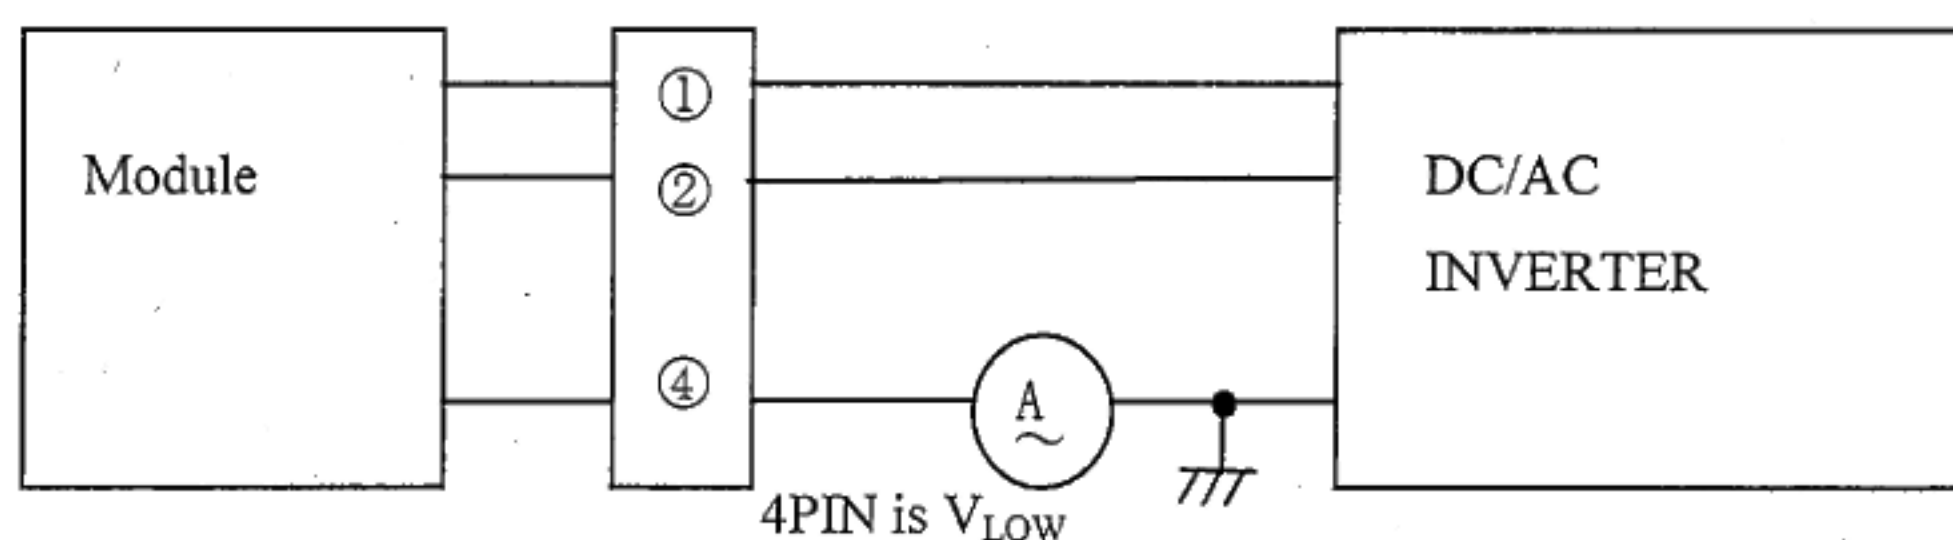 ①
Module
②
DC/AC
INVERTER
④
A
4PIN is VLOW